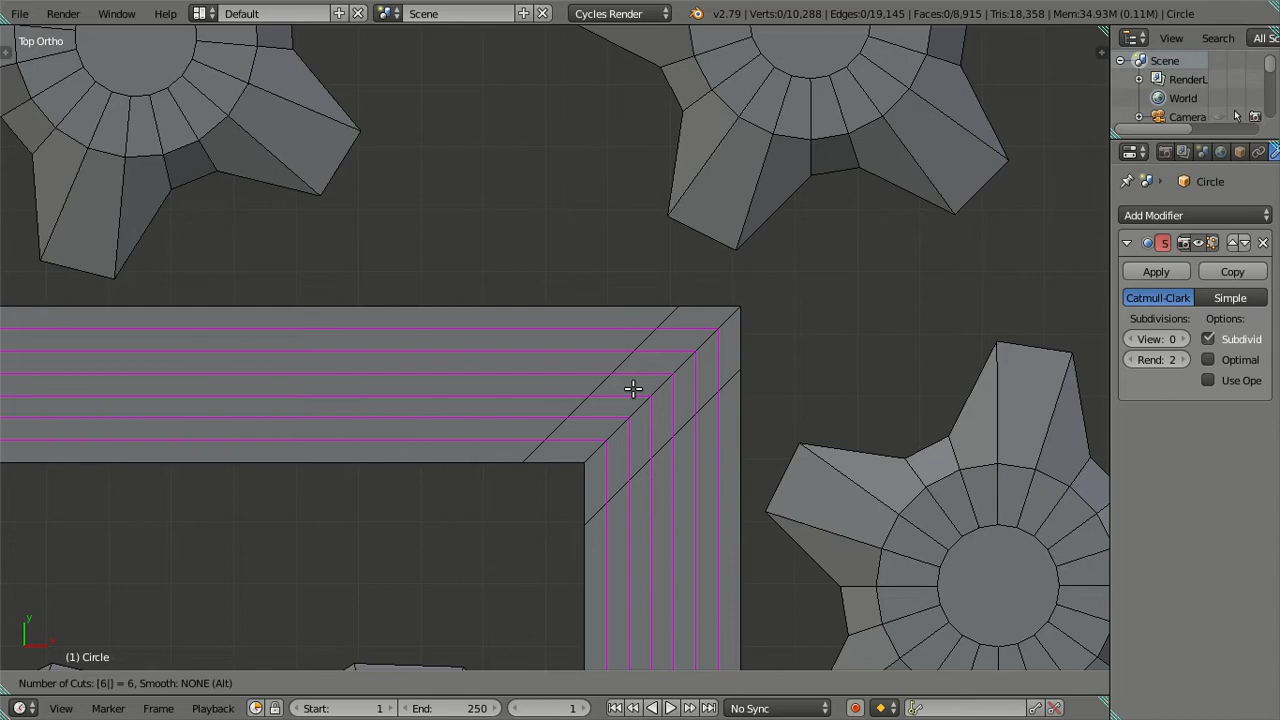 File Render Window Help Default Scene Cycles Render v2.79 | Verts:0/10,288 | Edges:0/19,145 | Faces:0/8,915 | Tris:18,358 | Mem:34.93M (0.11M) | Circle
Top Ortho
View Search All Sc
Scene
RenderL
World
Camera
Circle
Add Modifier
S
Apply Copy
Catmull-Clark Simple
Subdivisions: Options:
View: 0 Subdivid
Rend: 2 Optimal
Use Ope
y
x
(1) Circle
Number of Cuts: [6|] = 6, Smooth: NONE (Alt)
View Marker Frame Playback Start: 1 End: 250 1 No Sync